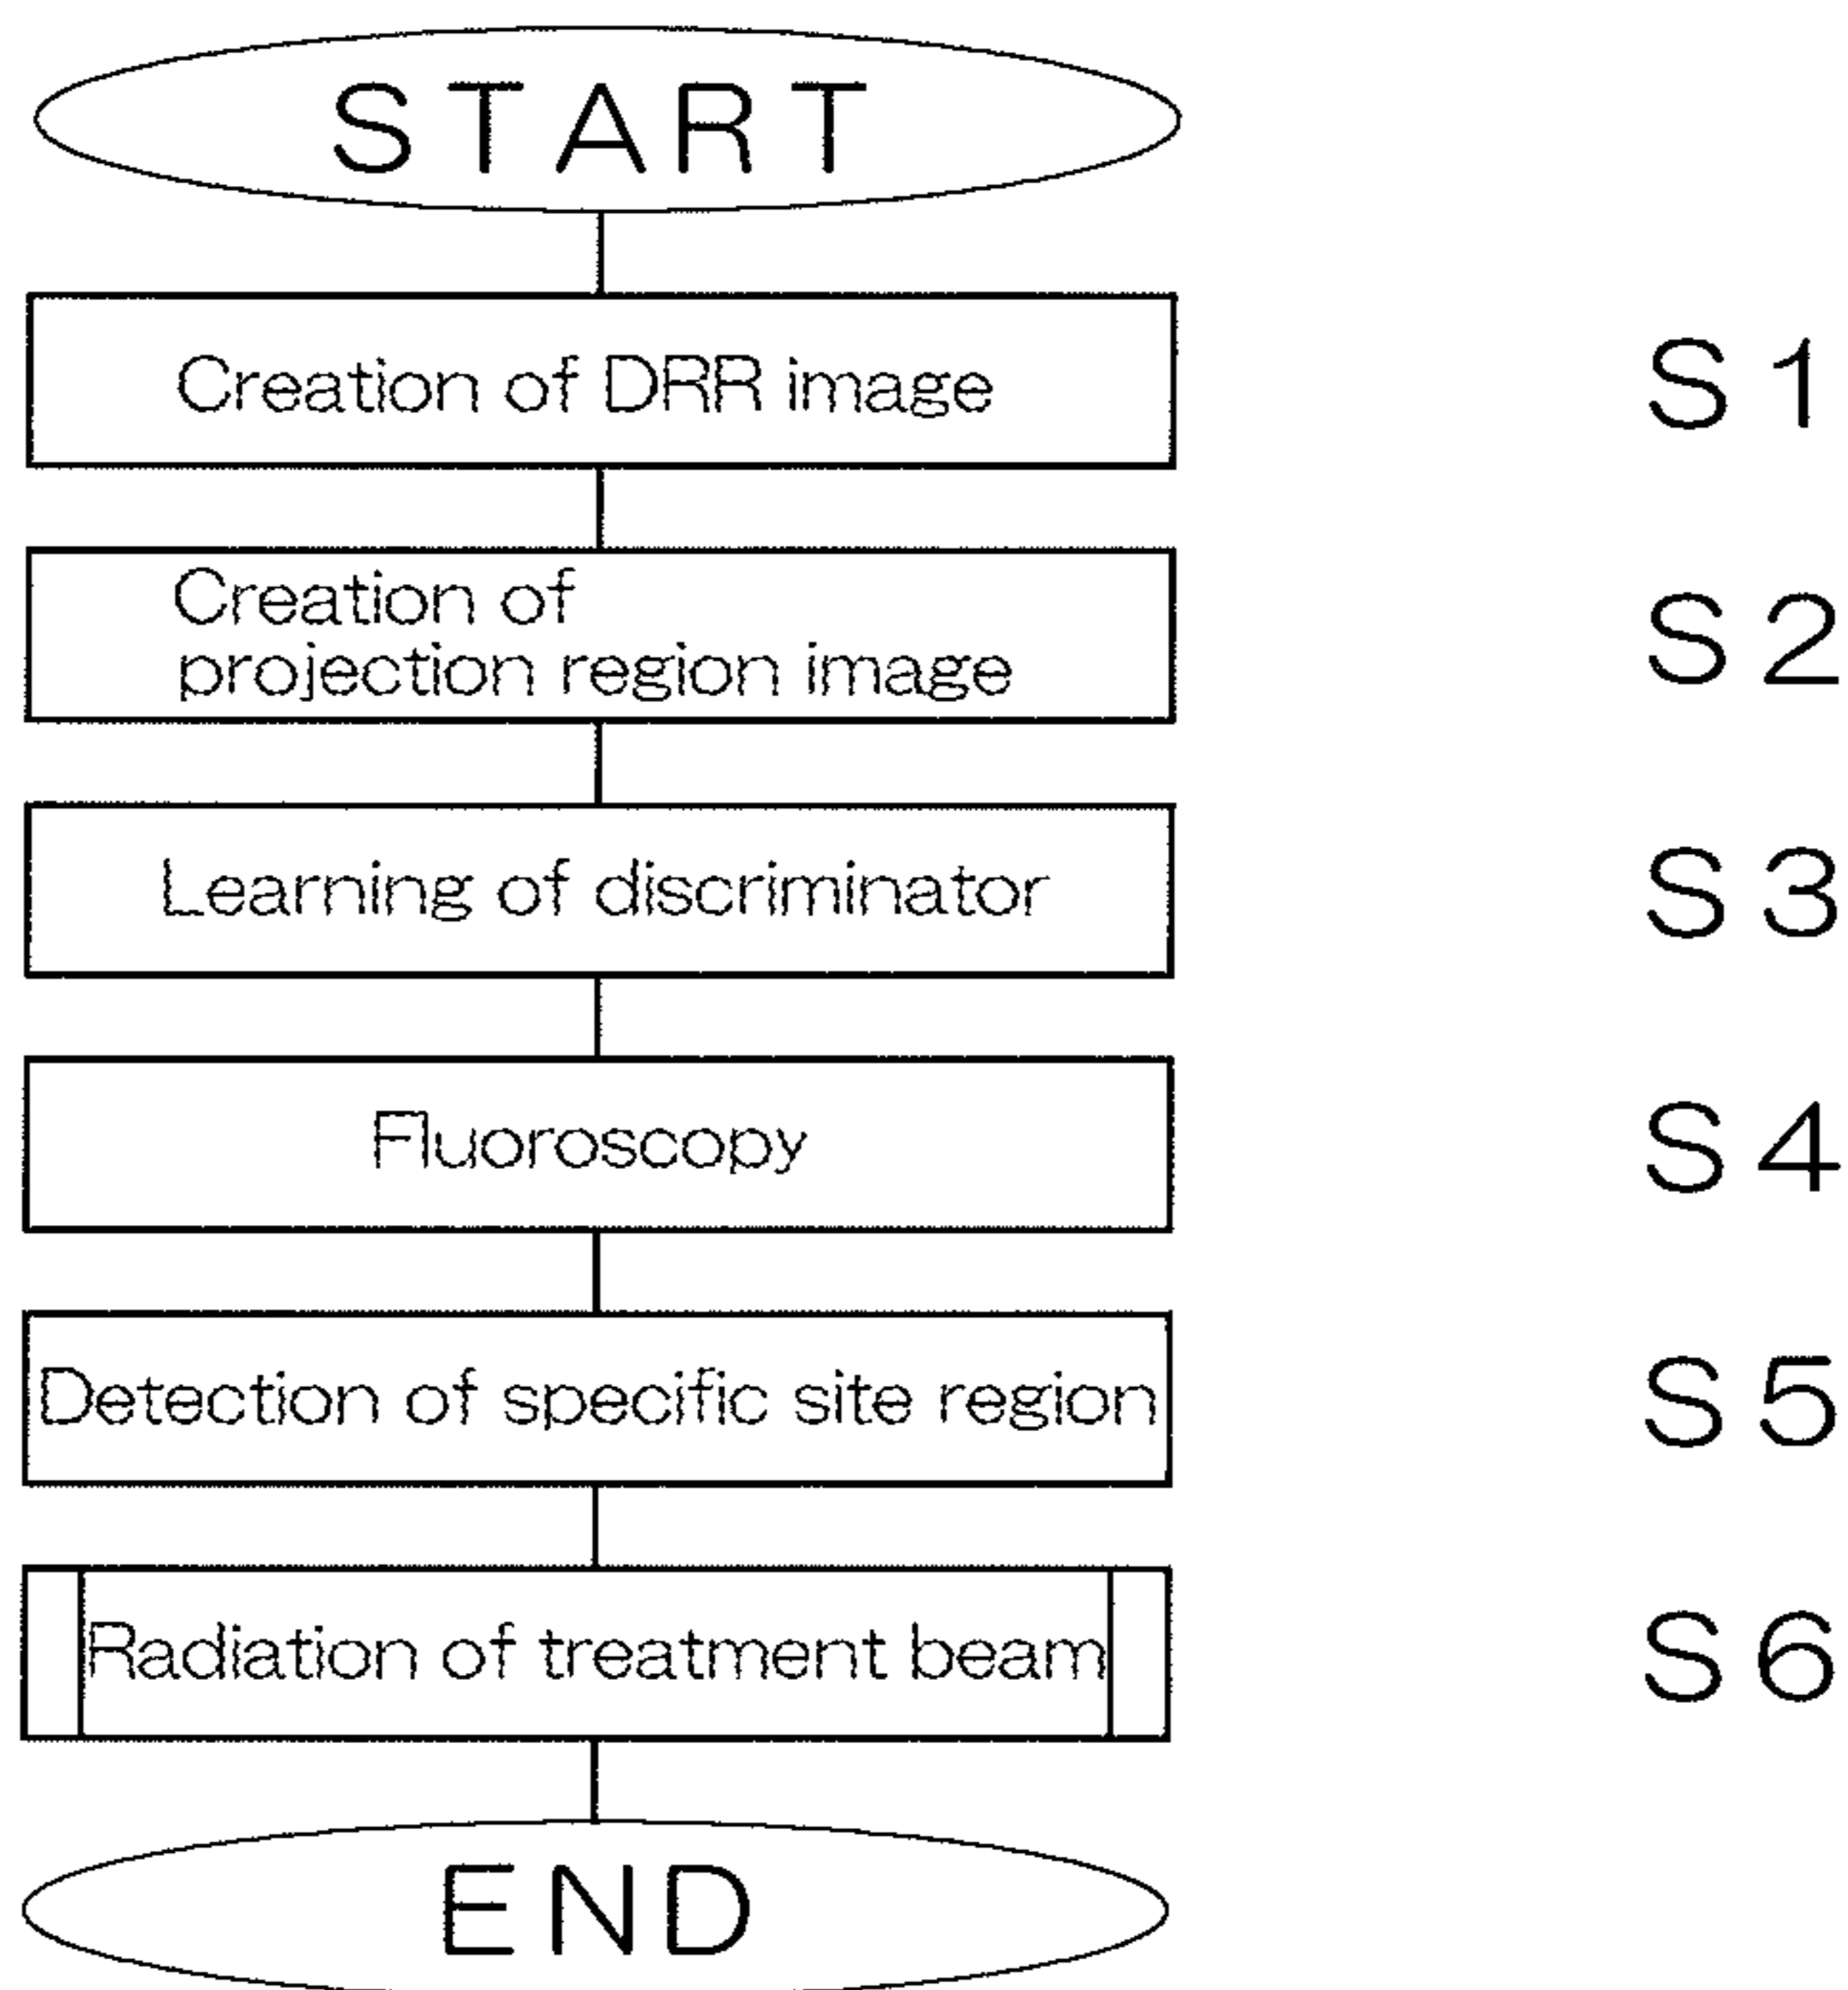 START
Creation of DRR image S1
Creation of
projection region image S2
Learning of discriminator S3
Fluoroscopy S4
Detection of specific site region S5
Radiation of treatment beam S6
END